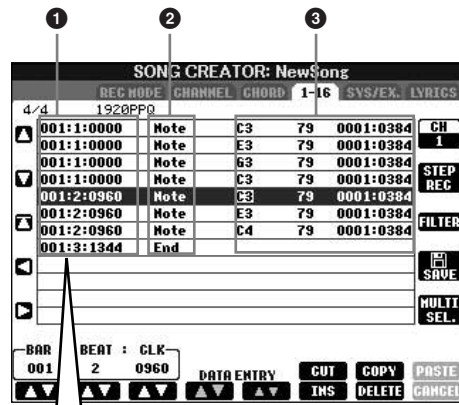 1 2 3
SONG CREATOR: NewSong
REC MODE CHANNEL CHORD 1-16 SYS/EX. LYRICS
4/4 1920PPQ
001:1:0000 Note C3 79 0001:0384
001:1:0000 Note E3 79 0001:0384
001:1:0000 Note G3 79 0001:0384
001:1:0000 Note C3 79 0001:0384
001:2:0960 Note C3 79 0001:0384
001:2:0960 Note E3 79 0001:0384
001:2:0960 Note C4 79 0001:0384
001:3:1344 End
CH
1
STEP
REC
FILTER
SAVE
MULTI
SEL.
BAR BEAT : CLK
001 2 0960
DATA ENTRY
CUT COPY PASTE
INS DELETE CANCEL